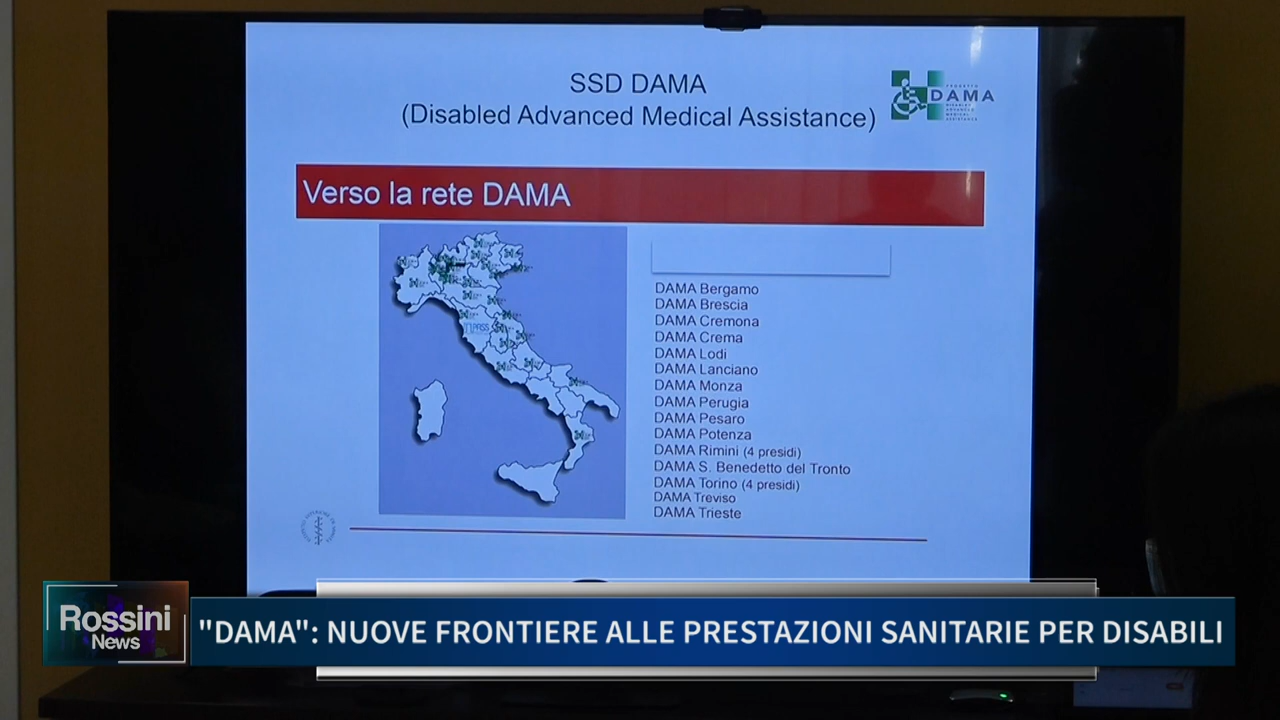 SSD DAMA
(Disabled Advanced Medical Assistance)
DAMA
Verso la rete DAMA
DAMA Bergamo
DAMA Brescia
DAMA Cremona
DAMA Crema
DAMA Lodi
DAMA Lanciano
DAMA Monza
DAMA Perugia
DAMA Pesaro
DAMA Potenza
DAMA Rimini (4 presidi)
DAMA S. Benedetto del Tronto
DAMA Torino (4 presidi)
DAMA Treviso
DAMA Trieste
Rossini
News
"DAMA": NUOVE FRONTIERE ALLE PRESTAZIONI SANITARIE PER DISABILI